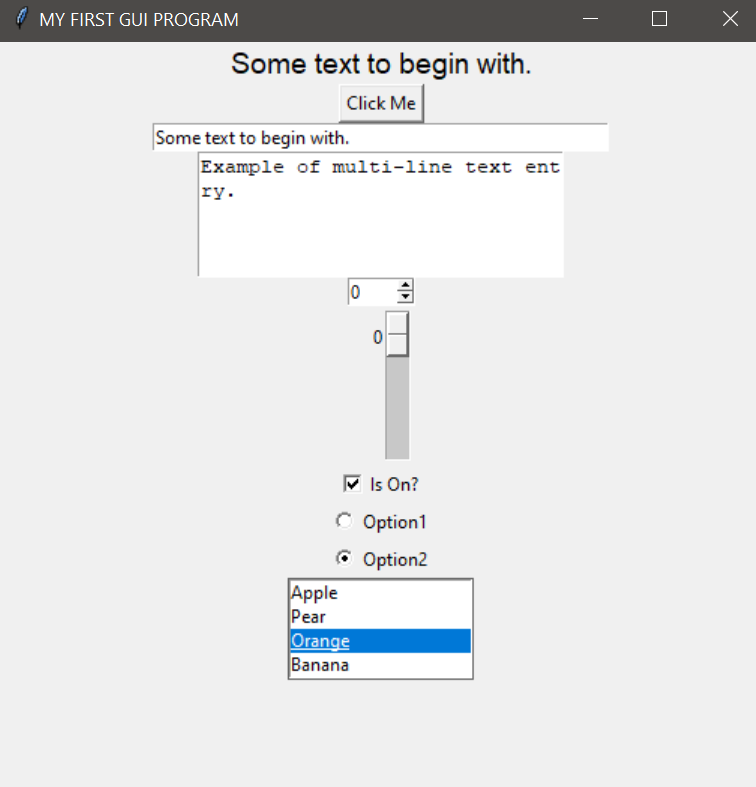 MY FIRST GUI PROGRAM
Some text to begin with.
Click Me
Some text to begin with.
Example of multi-line text ent
ry.
0
0
Is On?
Option1
Option2
Apple
Pear
Orange
Banana